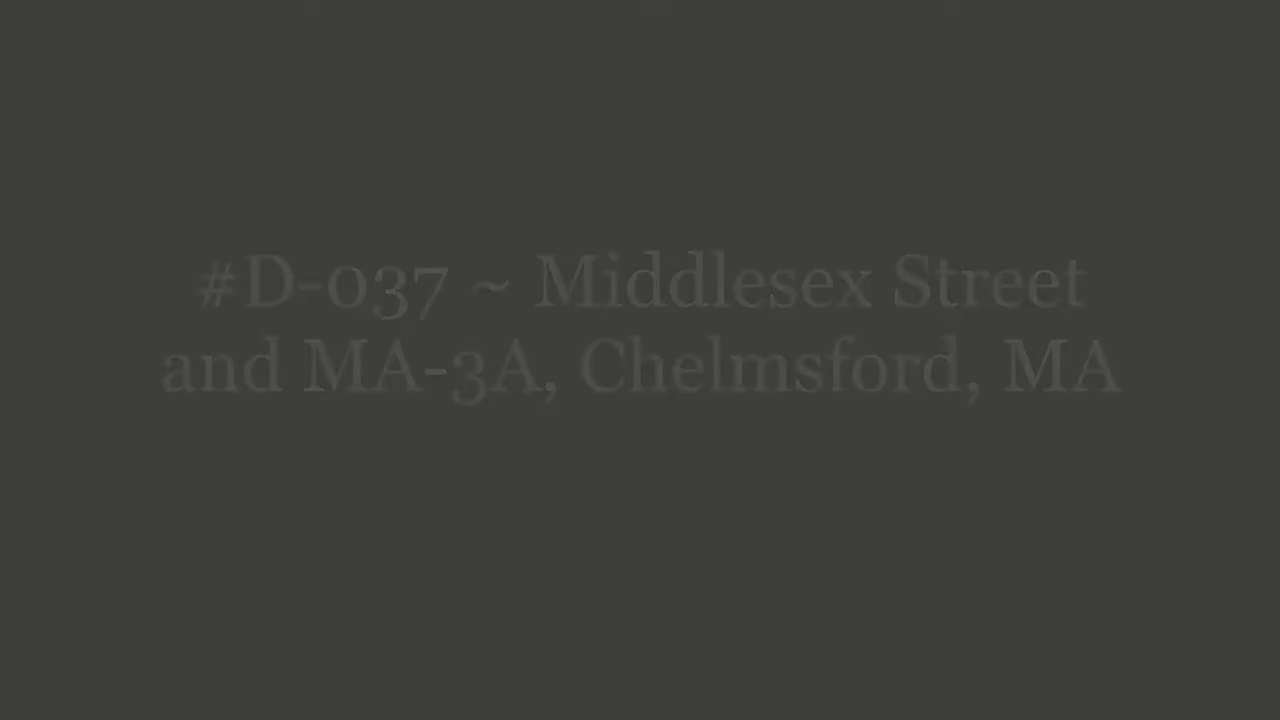 #D-037 ~ Middlesex Street
and MA-3A, Chelmsford, MA